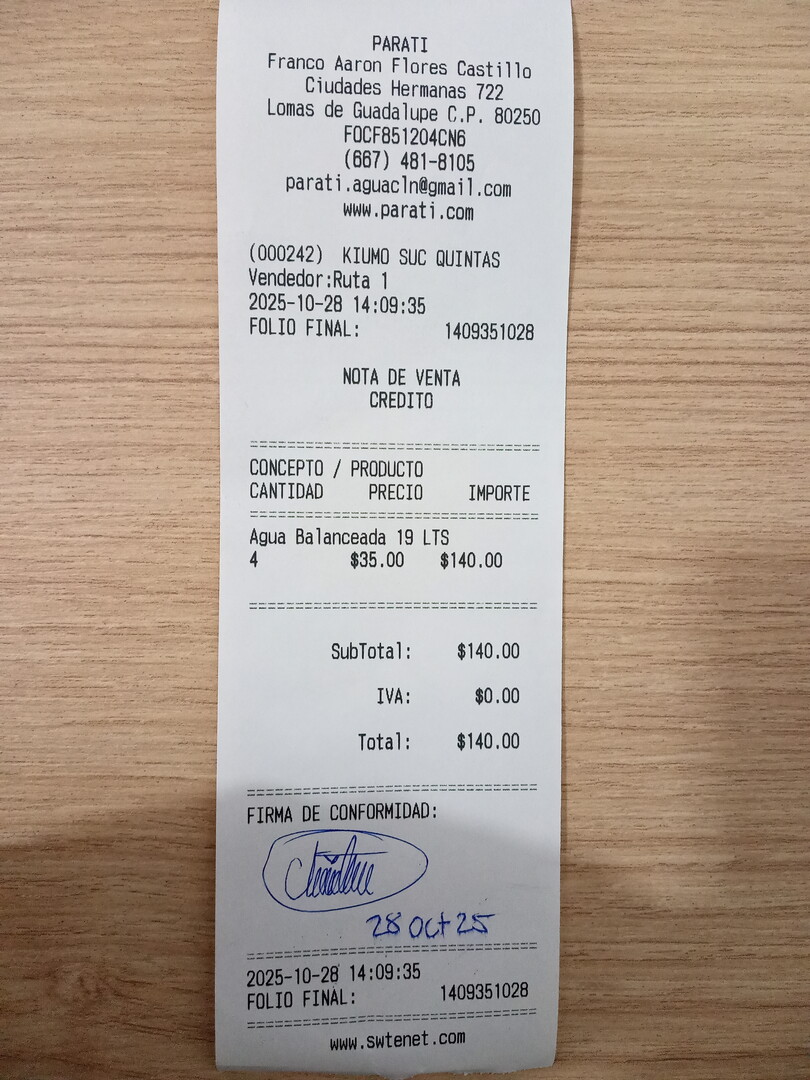 PARATI
Franco Aaron Flores Castillo
Ciudades Hermanas 722
Lomas de Guadalupe C.P. 80250
FOCF851204CN6
(667) 481-8105
parati.aguacln@gmail.com
www.parati.com
(000242) KIUMO SUC QUINTAS
Vendedor:Ruta 1
2025-10-28 14:09:35
FOLIO FINAL: 1409351028
NOTA DE VENTA
CREDITO
CONCEPTO / PRODUCTO
CANTIDAD PRECIO IMPORTE
Agua Balanceada 19 LTS
4 $35.00 $140.00
SubTotal: $140.00
IVA: $0.00
Total: $140.00
FIRMA DE CONFORMIDAD:
28 Oct 25
2025-10-28 14:09:35
FOLIO FINAL: 1409351028
www.swtenet.com